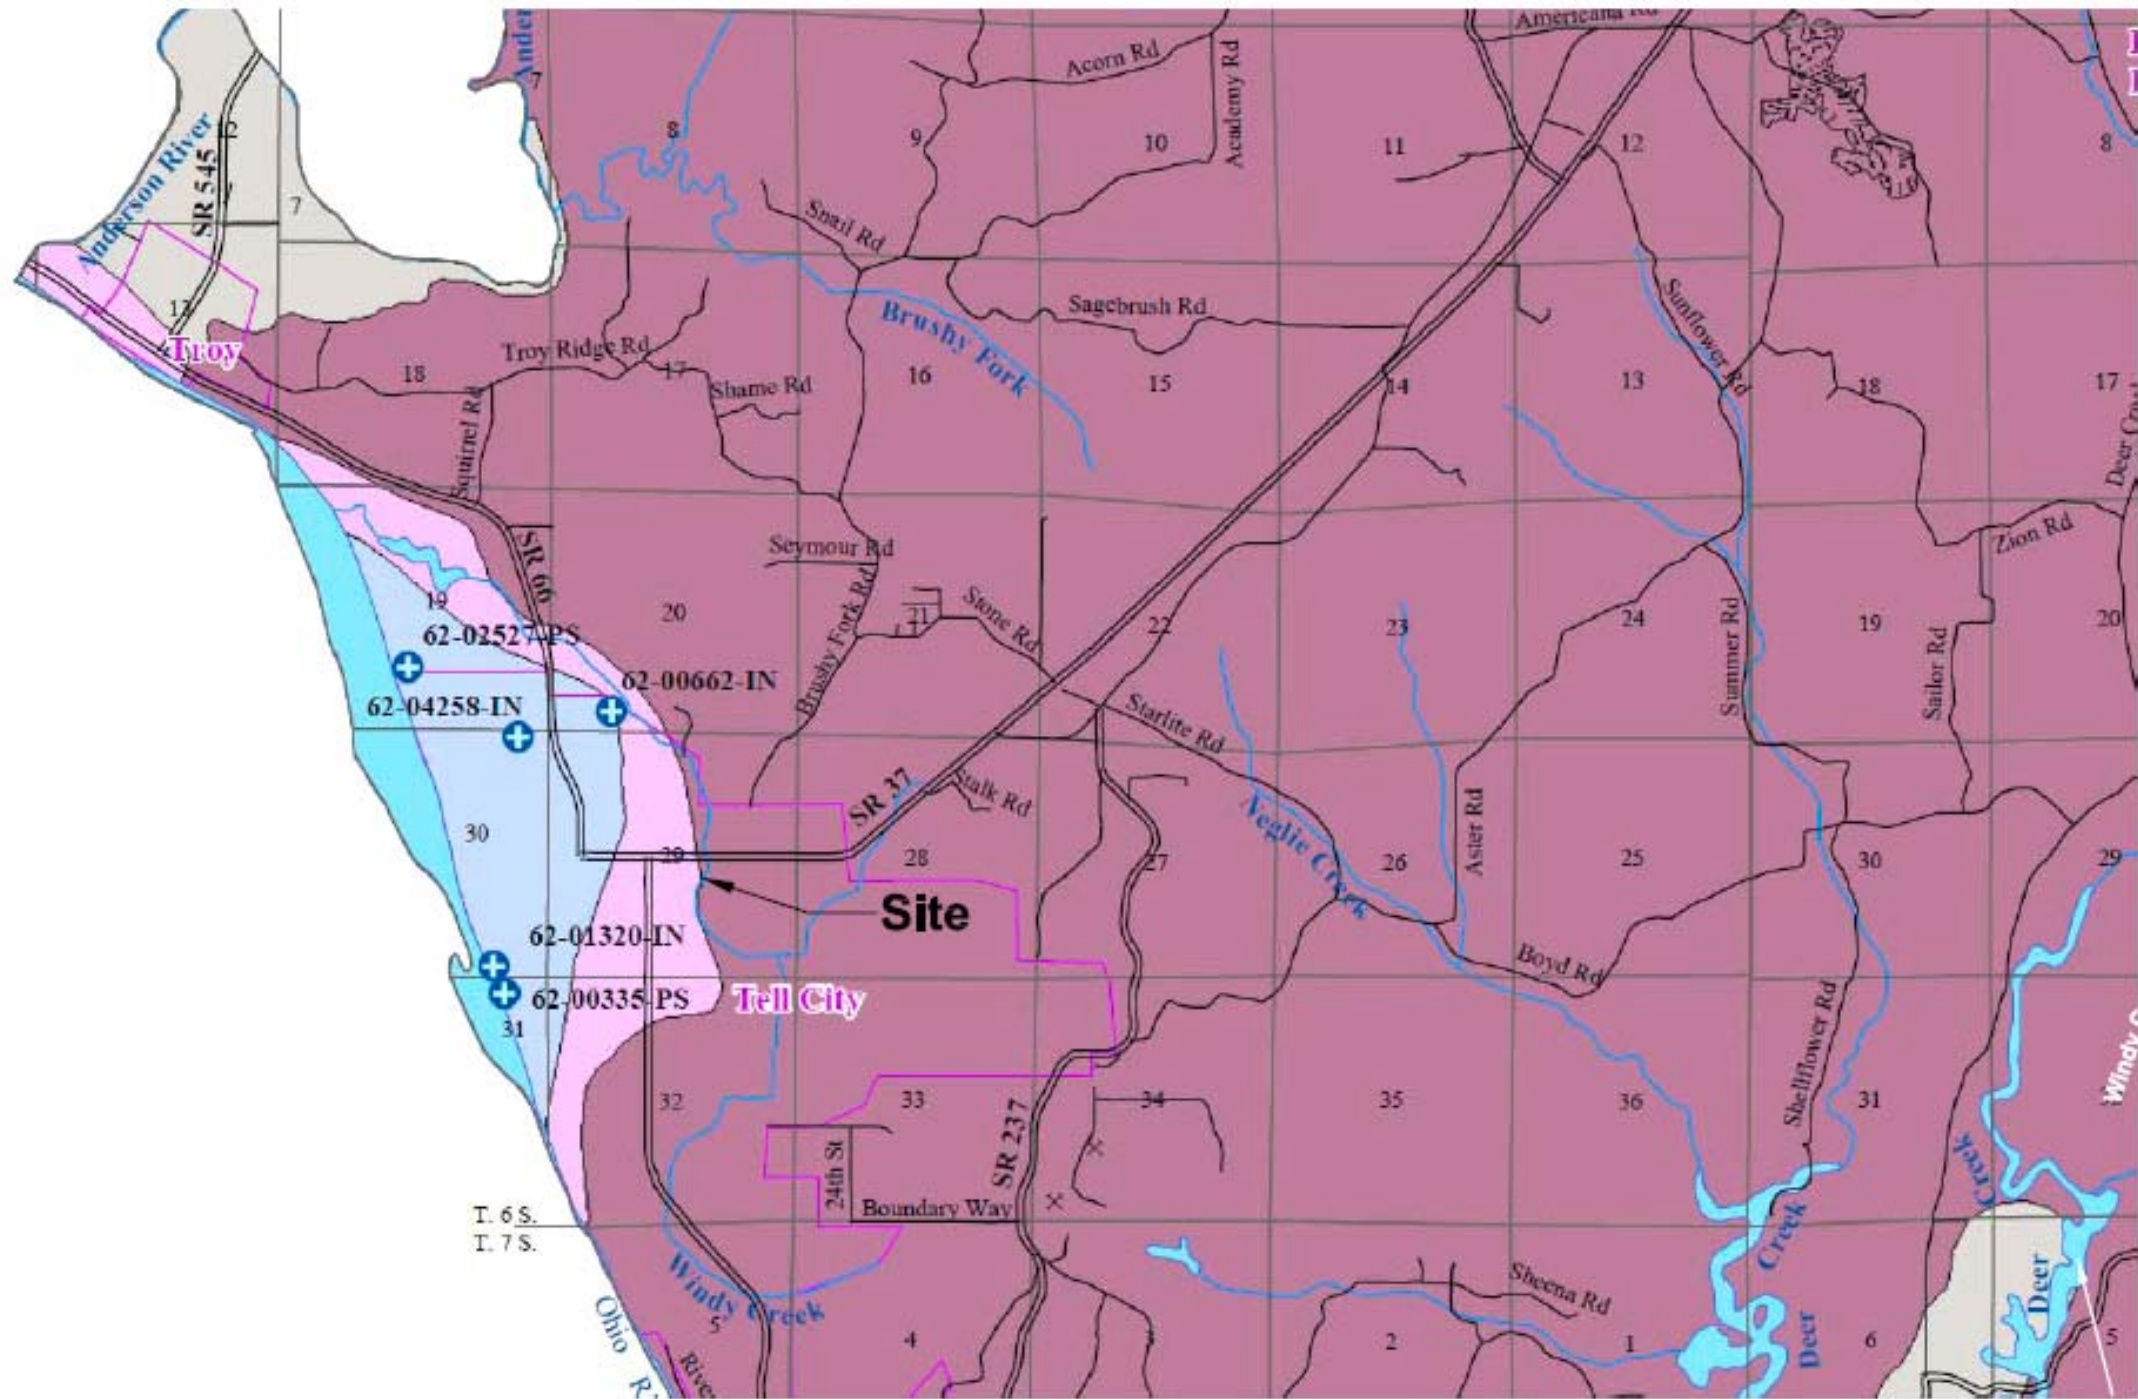 Americana Rd
Acorn Rd
Academy Rd
Ander
7
8
9
10
11
12
8
12
Anderson River
SR 545
7
Snail Rd
Sagebrush Rd
Sunflower Rd
Brushy Fork
13
Troy
Troy Ridge Rd
18
17
Shame Rd
16
15
14
13
18
17
Squirrel Rd
Seymour Rd
Zion Rd
SR 66
Brushy Fork Rd
Stone Rd
19
20
21
22
23
24
19
20
Summer Rd
Sailor Rd
62-02527-PS
62-00662-IN
62-04258-IN
Starlite Rd
SR 37
Stalk Rd
Neglie Creek
Aster Rd
30
29
28
27
26
25
30
29
Site
62-01320-IN
62-00335-PS
Tell City
Boyd Rd
Shellflower Rd
31
32
33
34
35
36
31
SR 237
24th St
Boundary Way
T. 6 S.
T. 7 S.
Creek
Creek
Windy Creek
Ohio
Sheena Rd
Deer
Deer
5
4
3
2
1
6
5